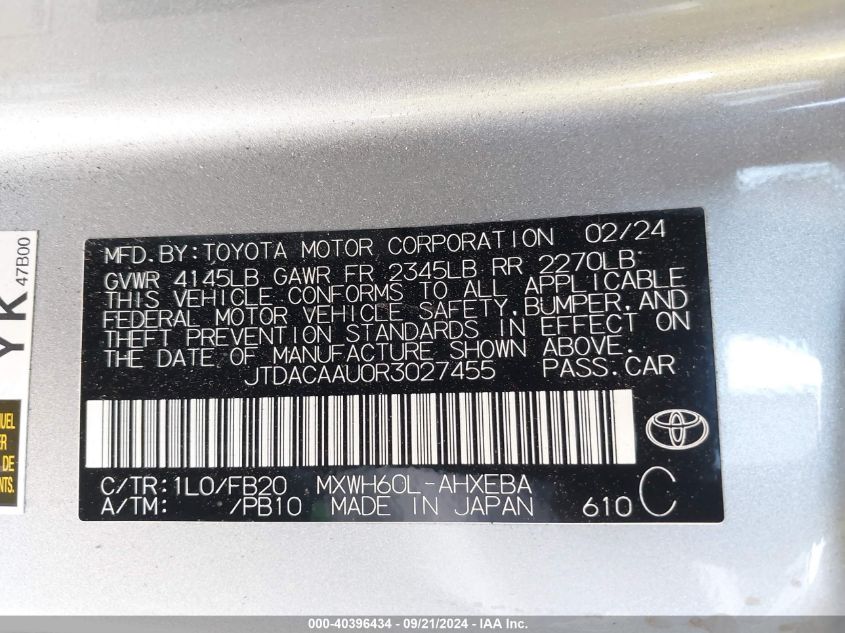 MFD.BY:TOYOTA MOTOR CORPORATION 02/24
GVWR 4145LB GAWR FR 2345LB RR 2270LB
THIS VEHICLE CONFORMS TO ALL APPLICABLE
FEDERAL MOTOR VEHICLE SAFETY,BUMPER,AND
THEFT PREVENTION STANDARDS IN EFFECT ON
THE DATE OF MANUFACTURE SHOWN ABOVE.
JTDACAAU0R3027455 PASS.CAR
C/TR:1L0/FB20 MXWH60L-AHXEBA
A/TM: /PB10 MADE IN JAPAN 610 C
YK
47B00
DE
000-40396434 - 09/21/2024 - IAAI Inc.